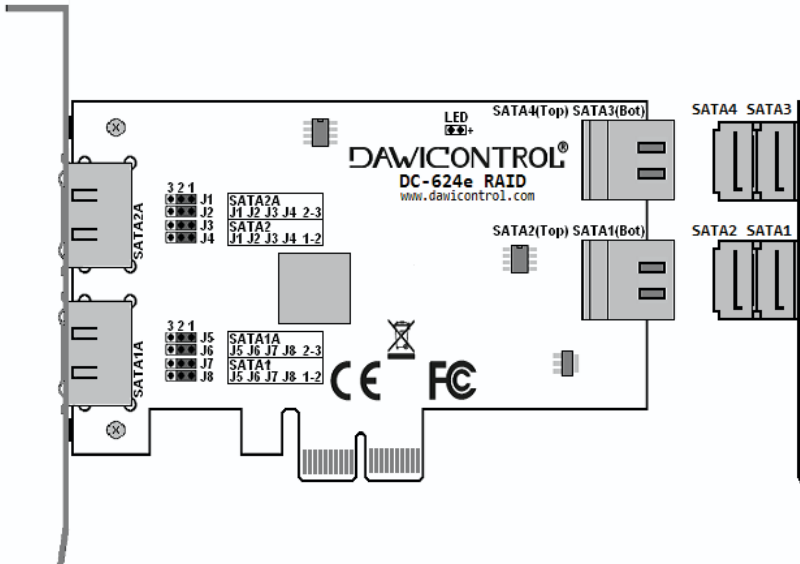 SATA4(Top) SATA3(Bot)
SATA4 SATA3
LED
+
DAWICONTROL®
DC-624e RAID
www.dawicontrol.com
SATA2A
3 2 1
J1
J2
J3
J4
SATA2A
J1 J2 J3 J4 2-3
SATA2
J1 J2 J3 J4 1-2
SATA2(Top) SATA1(Bot)
SATA2 SATA1
SATA1A
3 2 1
J5
J6
J7
J8
SATA1A
J5 J6 J7 J8 2-3
SATA1
J5 J6 J7 J8 1-2
CE
FC